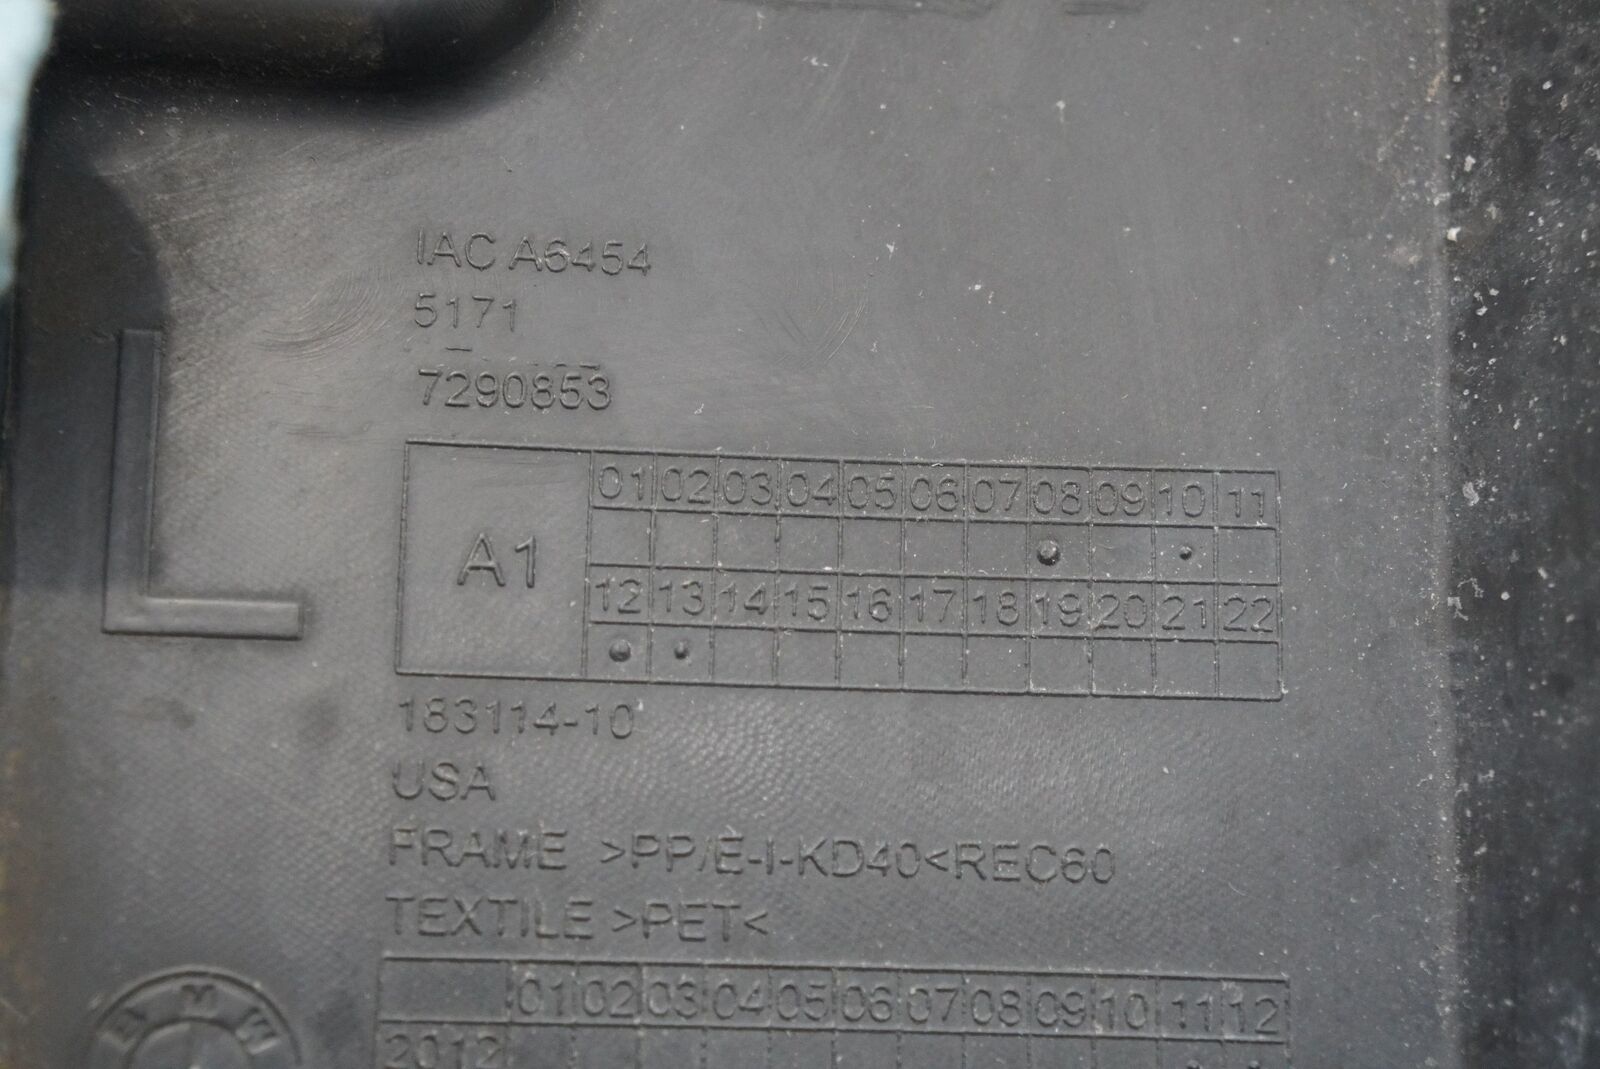 L
IAC A6454
5171
7290853
01 02 03 04 05 06 07 08 09 10 11
A1
12 13 14 15 16 17 18 19 20 21 22
183114-10
USA
FRAME >PP/E-I-KD40<REC60
TEXTILE >PET<
BMW
01 02 03 04 05 06 07 08 09 10 11 12
2012